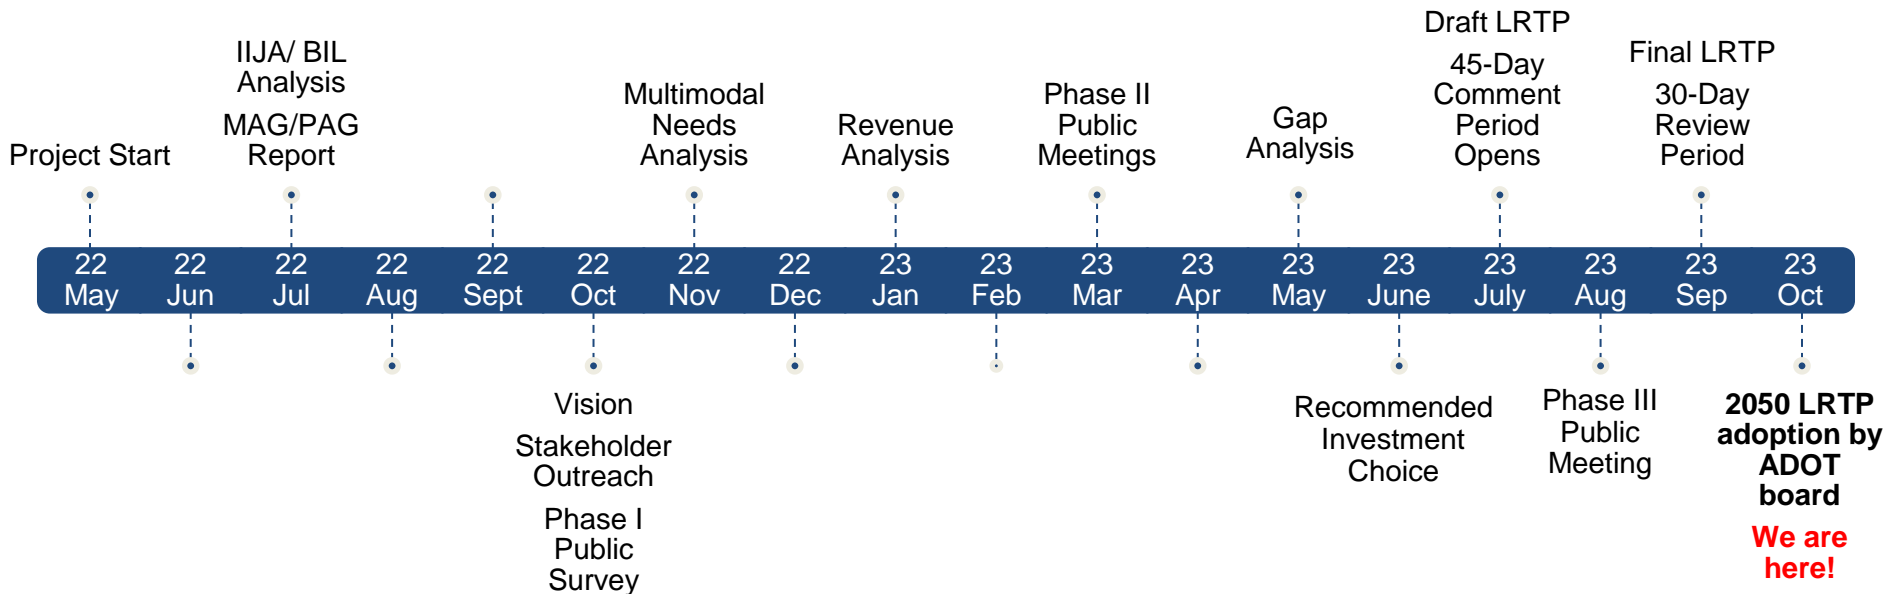 Project Start
IIJA/ BIL
Analysis
MAG/PAG
Report
Multimodal
Needs
Analysis
Revenue
Analysis
Phase II
Public
Meetings
Gap
Analysis
Draft LRTP
45-Day
Comment
Period
Opens
Final LRTP
30-Day
Review
Period
22
May
22
Jun
22
Jul
22
Aug
22
Sept
22
Oct
22
Nov
22
Dec
23
Jan
23
Feb
23
Mar
23
Apr
23
May
23
June
23
July
23
Aug
23
Sep
23
Oct
Vision
Stakeholder
Outreach
Phase I
Public
Survey
Recommended
Investment
Choice
Phase III
Public
Meeting
2050 LRTP
adoption by
ADOT
board
We are
here!